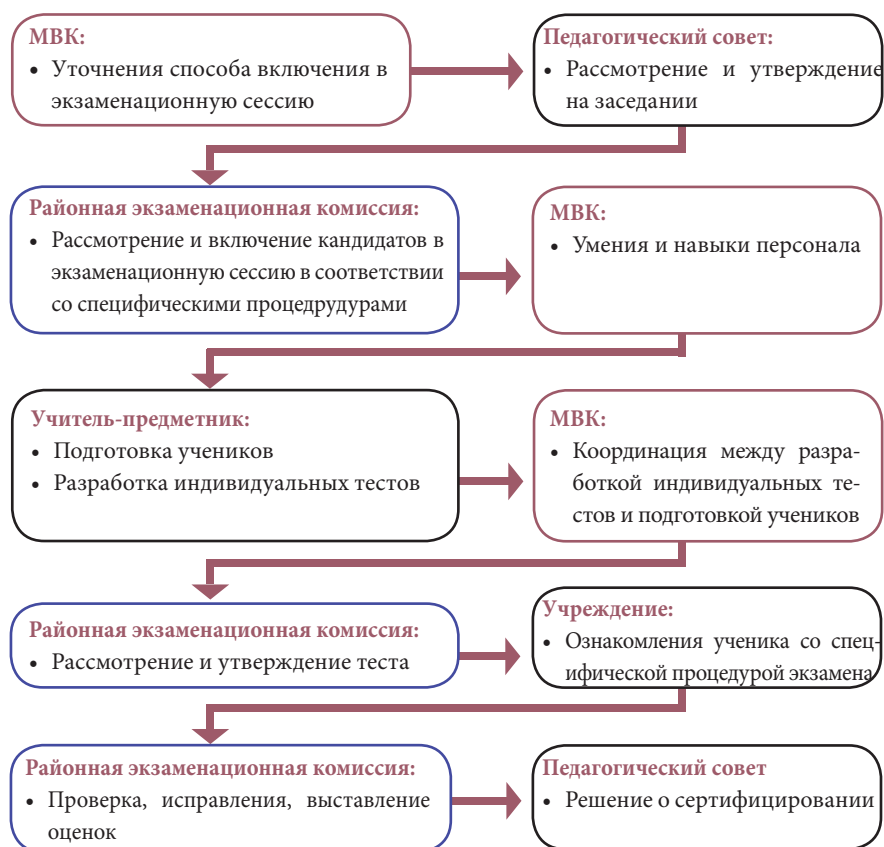 МВК:
• Уточнения способа включения в
экзаменационную сессию
Педагогический совет:
• Рассмотрение и утверждение
на заседании
Районная экзаменационная комиссия:
• Рассмотрение и включение кандидатов в
экзаменационную сессию в соответствии
со специфическими процедрудурами
МВК:
• Умения и навыки персонала
Учитель-предметник:
• Подготовка учеников
• Разработка индивидуальных тестов
МВК:
• Координация между разра-
боткой индивидуальных те-
стов и подготовкой учеников
Районная экзаменационная комиссия:
• Рассмотрение и утверждение теста
Учреждение:
• Ознакомления ученика со спец-
ифической процедурой экзамена
Районная экзаменационная комиссия:
• Проверка, исправления, выставление
оценок
Педагогический совет
• Решение о сертифицировании